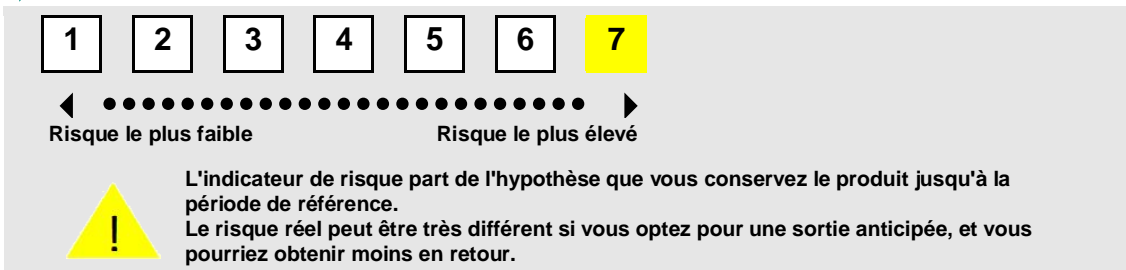 1 2 3 4 5 6 7
Risque le plus faible Risque le plus élevé
!
L'indicateur de risque part de l'hypothèse que vous conservez le produit jusqu'à la
période de référence.
Le risque réel peut être très différent si vous optez pour une sortie anticipée, et vous
pourriez obtenir moins en retour.